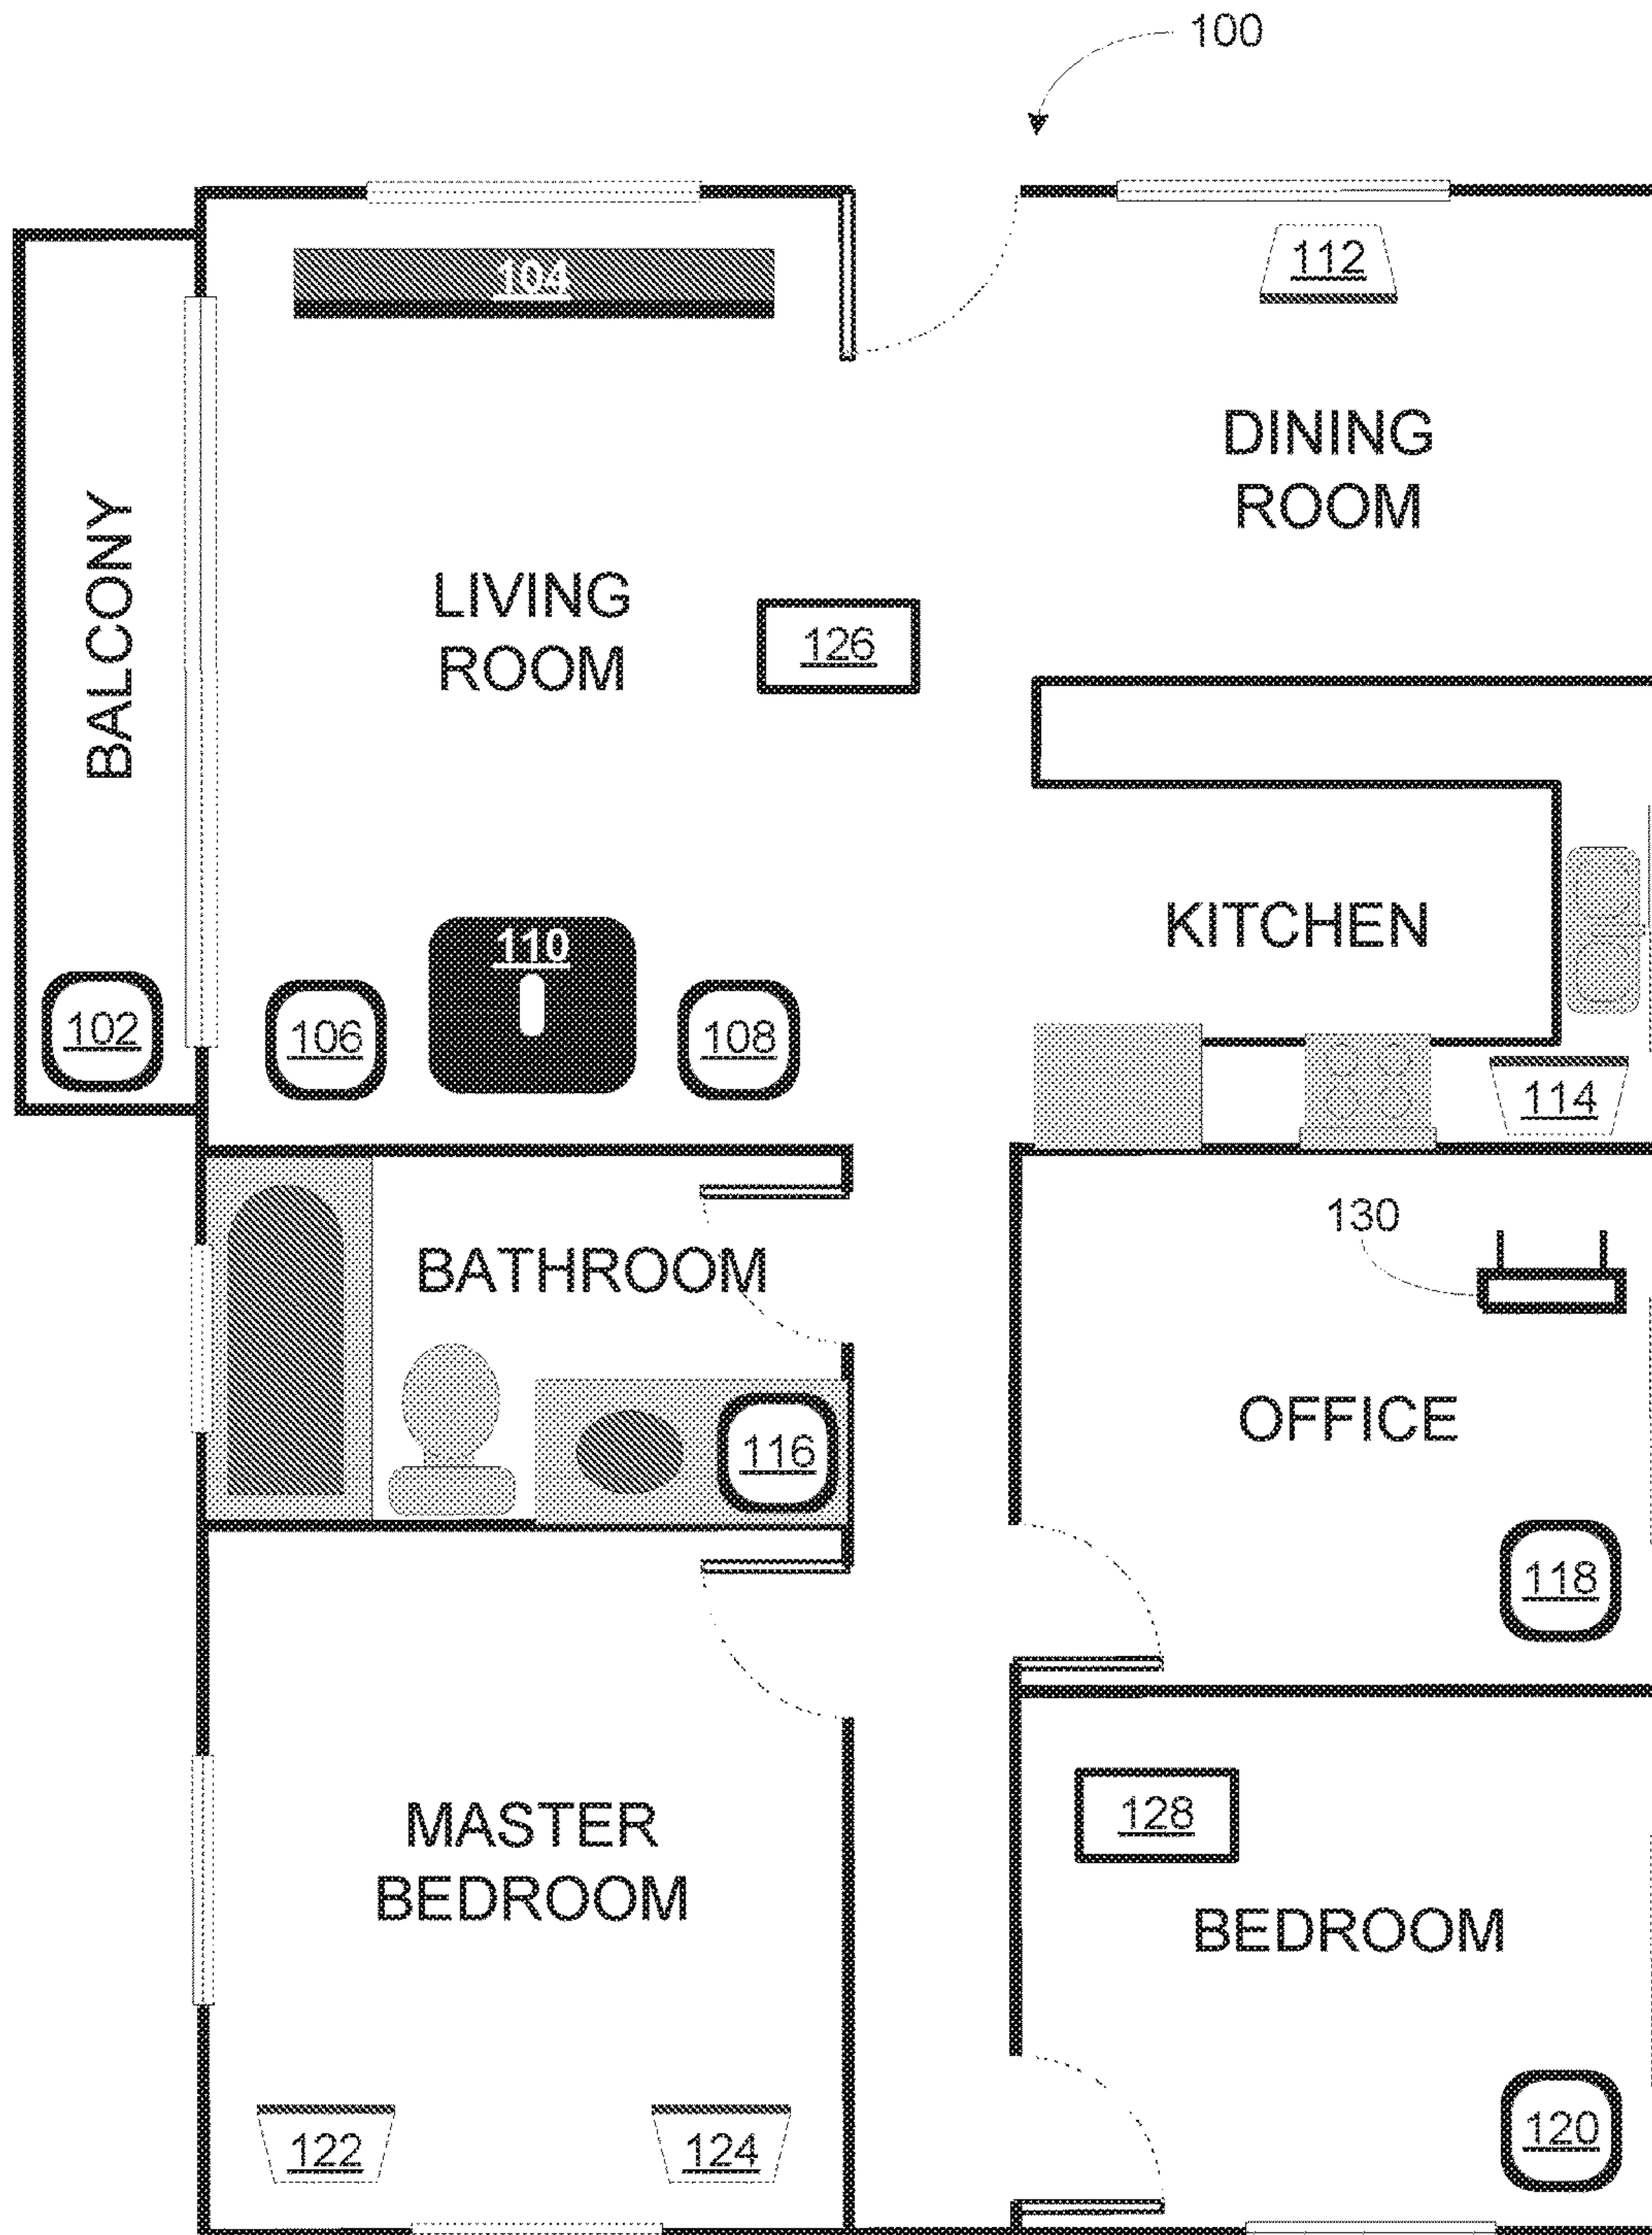 100
104
112
DINING
ROOM
BALCONY
LIVING
ROOM
126
KITCHEN
110
102
106
108
114
130
BATHROOM
OFFICE
116
118
128
MASTER
BEDROOM
BEDROOM
122
124
120